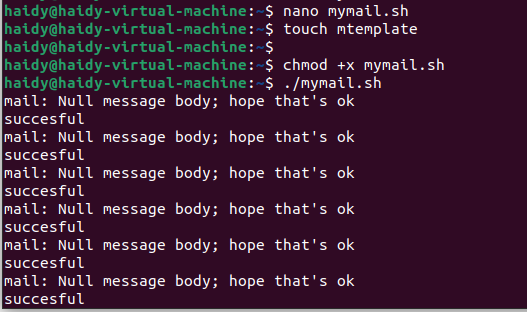 haidy@haidy-virtual-machine:~$ nano mymail.sh
haidy@haidy-virtual-machine:~$ touch mtemplate
haidy@haidy-virtual-machine:~$
haidy@haidy-virtual-machine:~$ chmod +x mymail.sh
haidy@haidy-virtual-machine:~$ ./mymail.sh
mail: Null message body; hope that's ok
succesful
mail: Null message body; hope that's ok
succesful
mail: Null message body; hope that's ok
succesful
mail: Null message body; hope that's ok
succesful
mail: Null message body; hope that's ok
succesful
mail: Null message body; hope that's ok
succesful